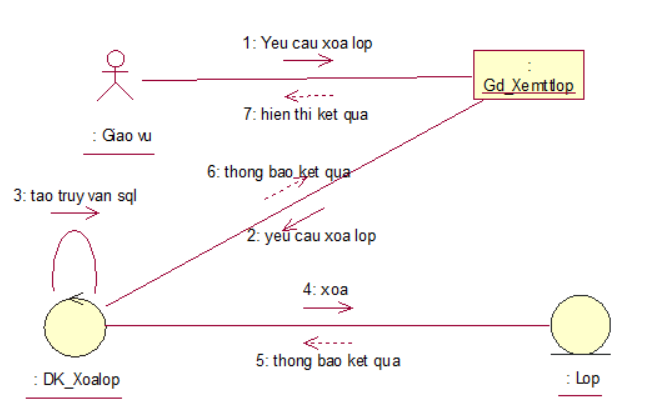 1: Yeu cau xoa lop
:
Gd_Xemttlop
7: hien thi ket qua
: Giao vu
6: thong bao ket qua
3: tao truy van sql
2: yeu cau xoa lop
4: xoa
5: thong bao ket qua
: DK_Xoalop
: Lop